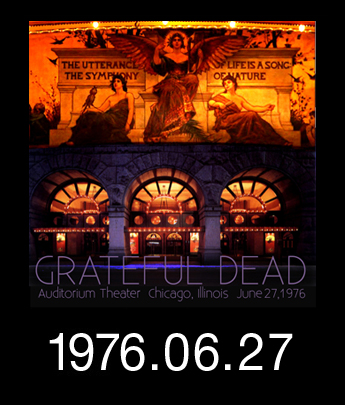 THE UTTERANCE OF LIFE IS A SONG
THE SYMPHONY OF NATURE
GRATEFUL DEAD
Auditorium Theater Chicago, Illinois June 27, 1976
1976.06.27